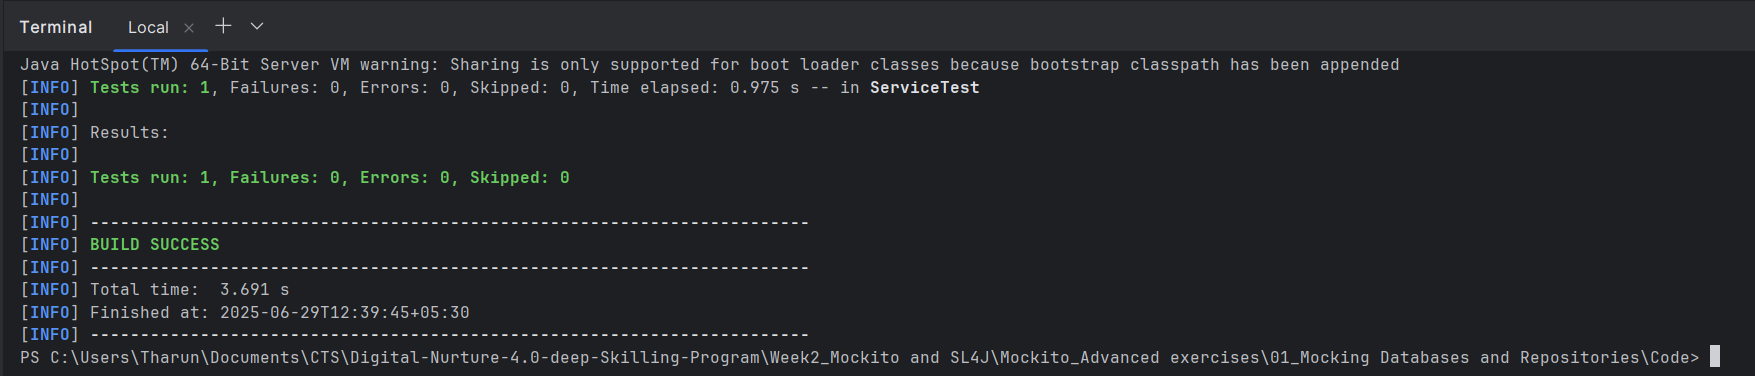 Terminal Local × + ∨
Java HotSpot(TM) 64-Bit Server VM warning: Sharing is only supported for boot loader classes because bootstrap classpath has been appended
[INFO] Tests run: 1, Failures: 0, Errors: 0, Skipped: 0, Time elapsed: 0.975 s -- in ServiceTest
[INFO]
[INFO] Results:
[INFO]
[INFO] Tests run: 1, Failures: 0, Errors: 0, Skipped: 0
[INFO]
[INFO] ------------------------------------------------------------------------
[INFO] BUILD SUCCESS
[INFO] ------------------------------------------------------------------------
[INFO] Total time:  3.691 s
[INFO] Finished at: 2025-06-29T12:39:45+05:30
[INFO] ------------------------------------------------------------------------
PS C:\Users\Tharun\Documents\CTS\Digital-Nurture-4.0-deep-Skilling-Program\Week2_Mockito and SL4J\Mockito_Advanced exercises\01_Mocking Databases and Repositories\Code>